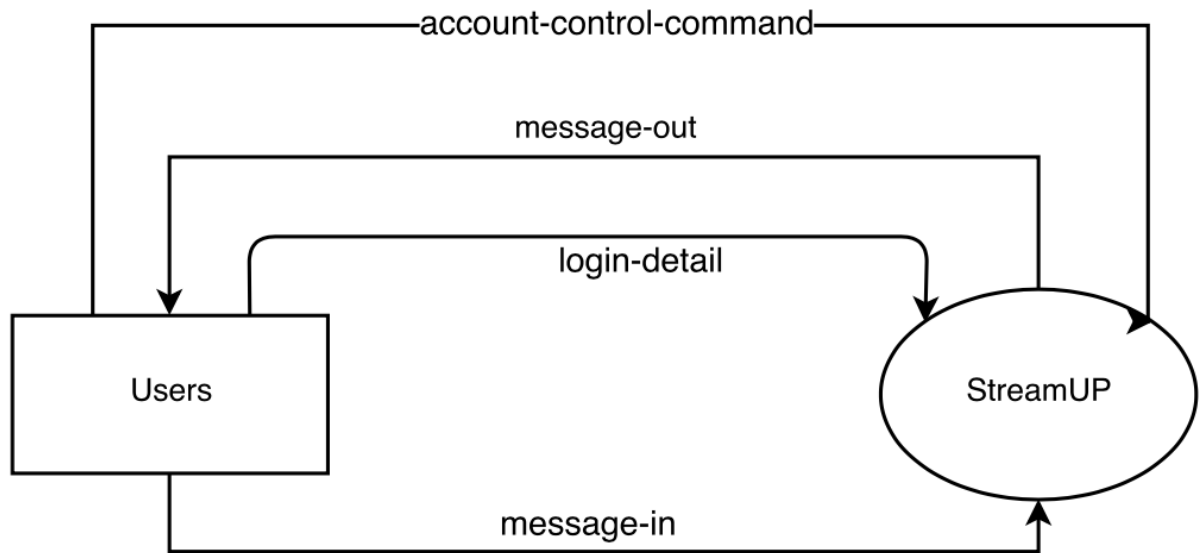 account-control-command
message-out
login-detail
Users
StreamUP
message-in